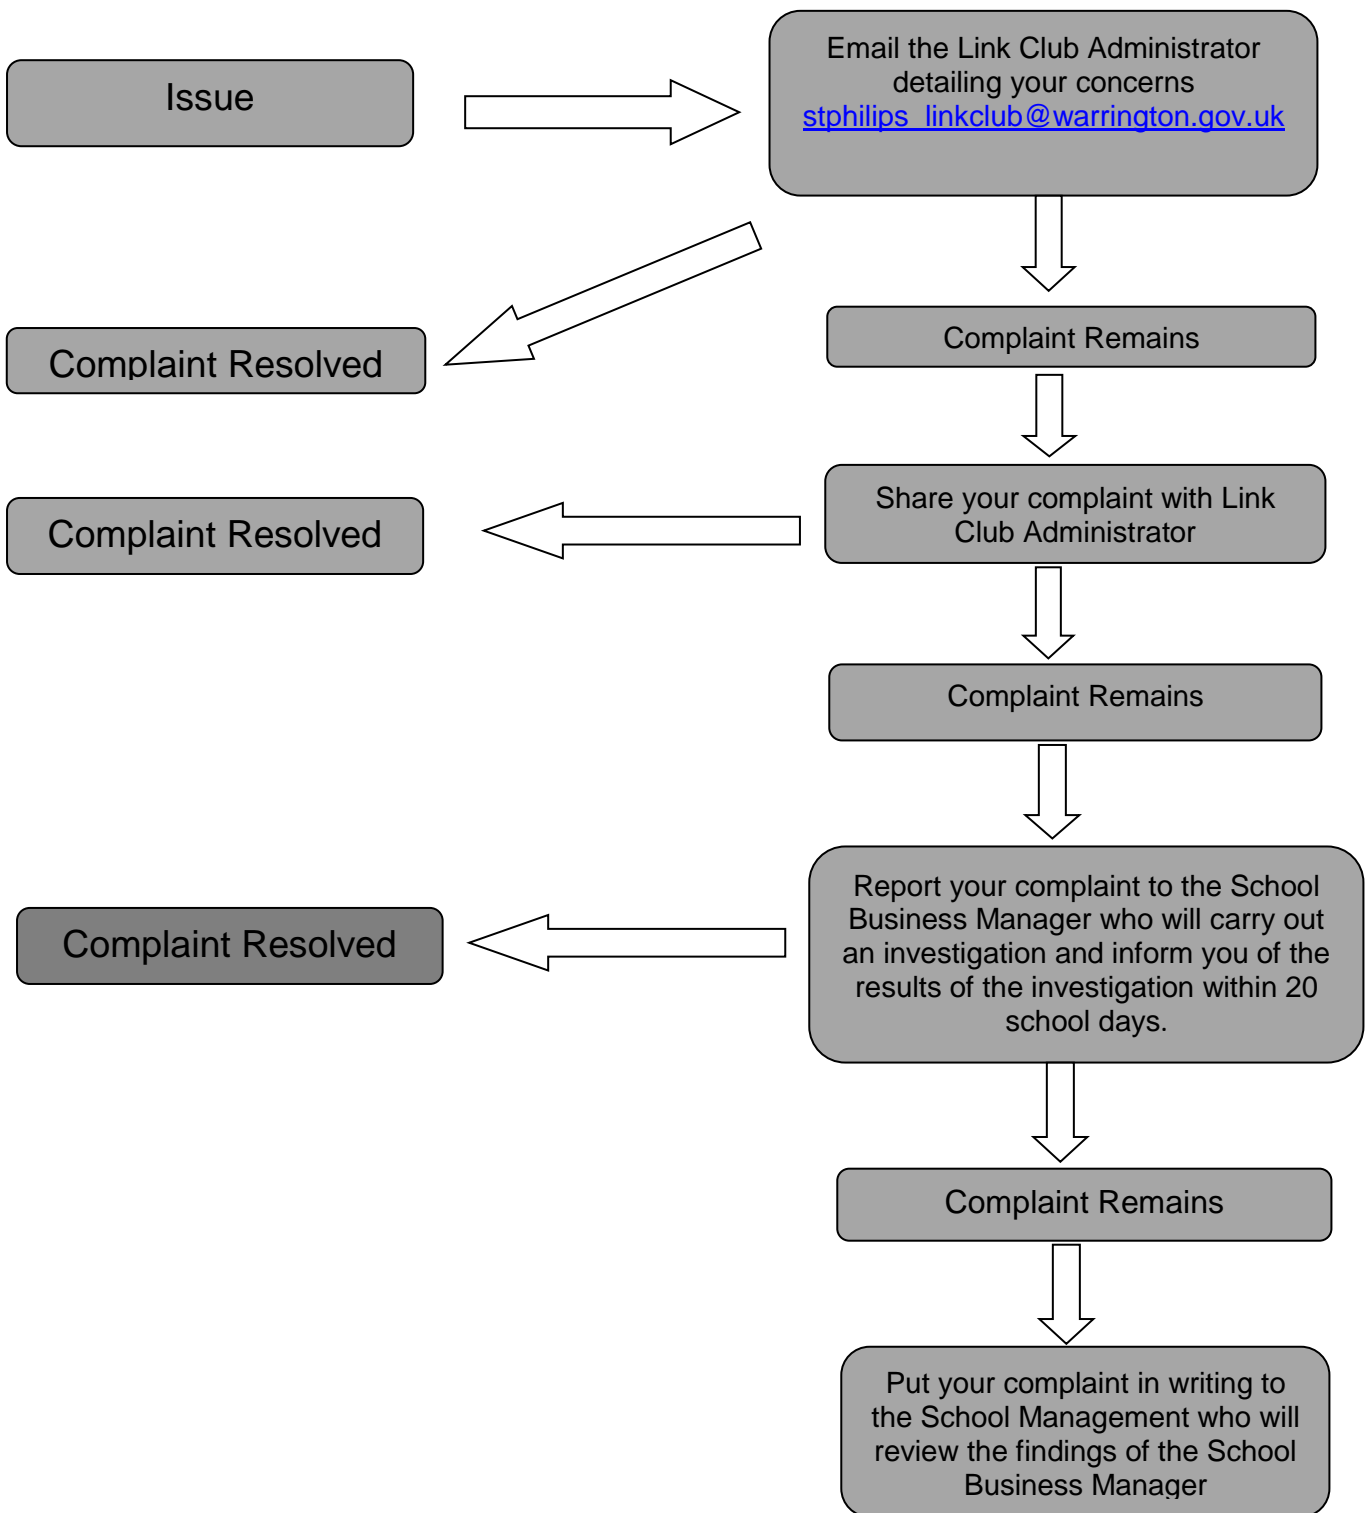 Issue
Email the Link Club Administrator
detailing your concerns
stphilips_linkclub@warrington.gov.uk
Complaint Resolved
Complaint Remains
Complaint Resolved
Share your complaint with Link
Club Administrator
Complaint Remains
Complaint Resolved
Report your complaint to the School
Business Manager who will carry out
an investigation and inform you of the
results of the investigation within 20
school days.
Complaint Remains
Put your complaint in writing to
the School Management who will
review the findings of the School
Business Manager